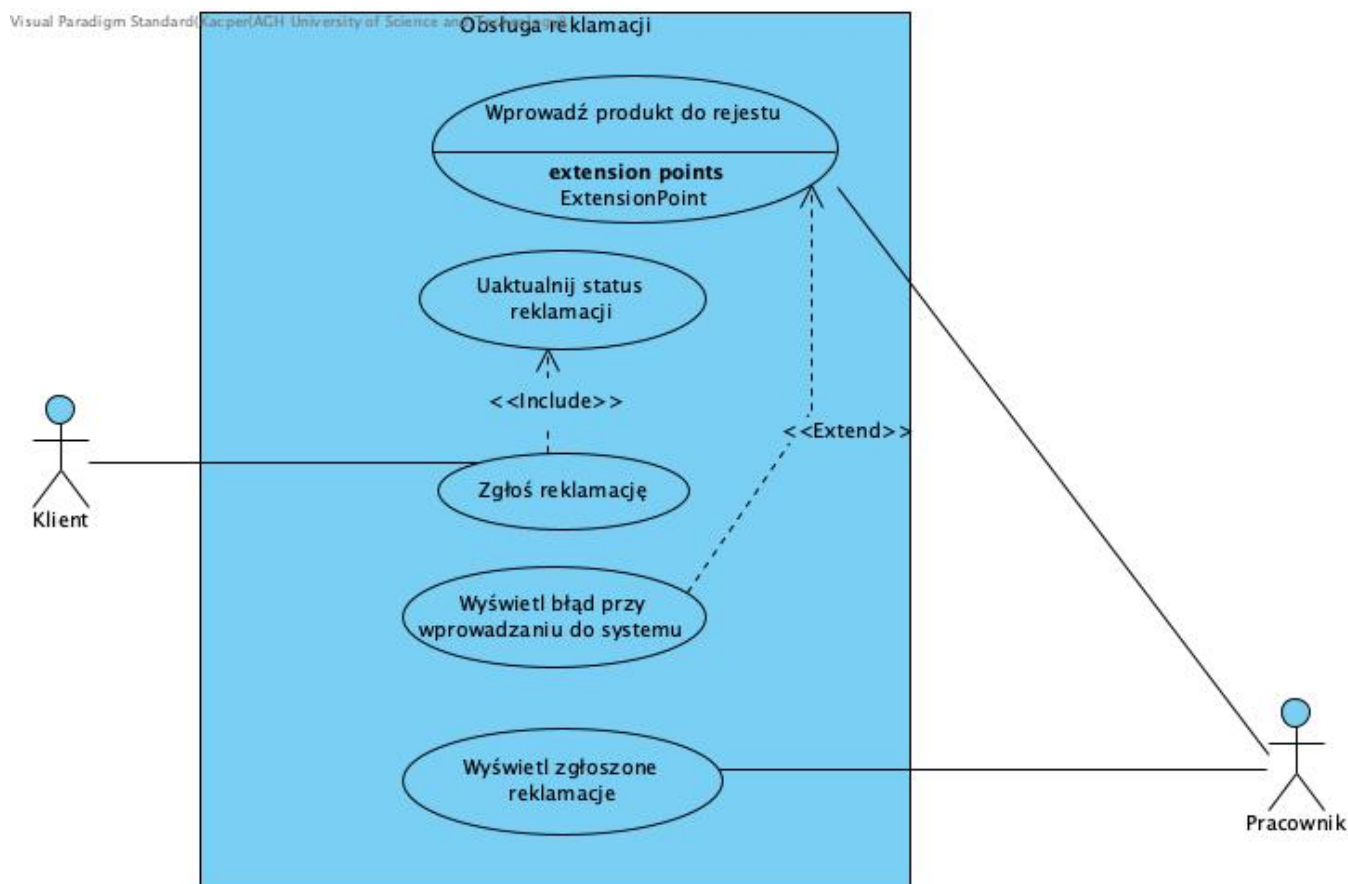 Visual Paradigm Standard(Kacper(AGH University of Science and Technology))
Obsługa reklamacji
Wprowadź produkt do rejestu
extension points
ExtensionPoint
Uaktualnij status
reklamacji
<<Include>>
<<Extend>>
Zgłoś reklamację
Klient
Wyświetl błąd przy
wprowadzaniu do systemu
Wyświetl zgłoszone
reklamacje
Pracownik